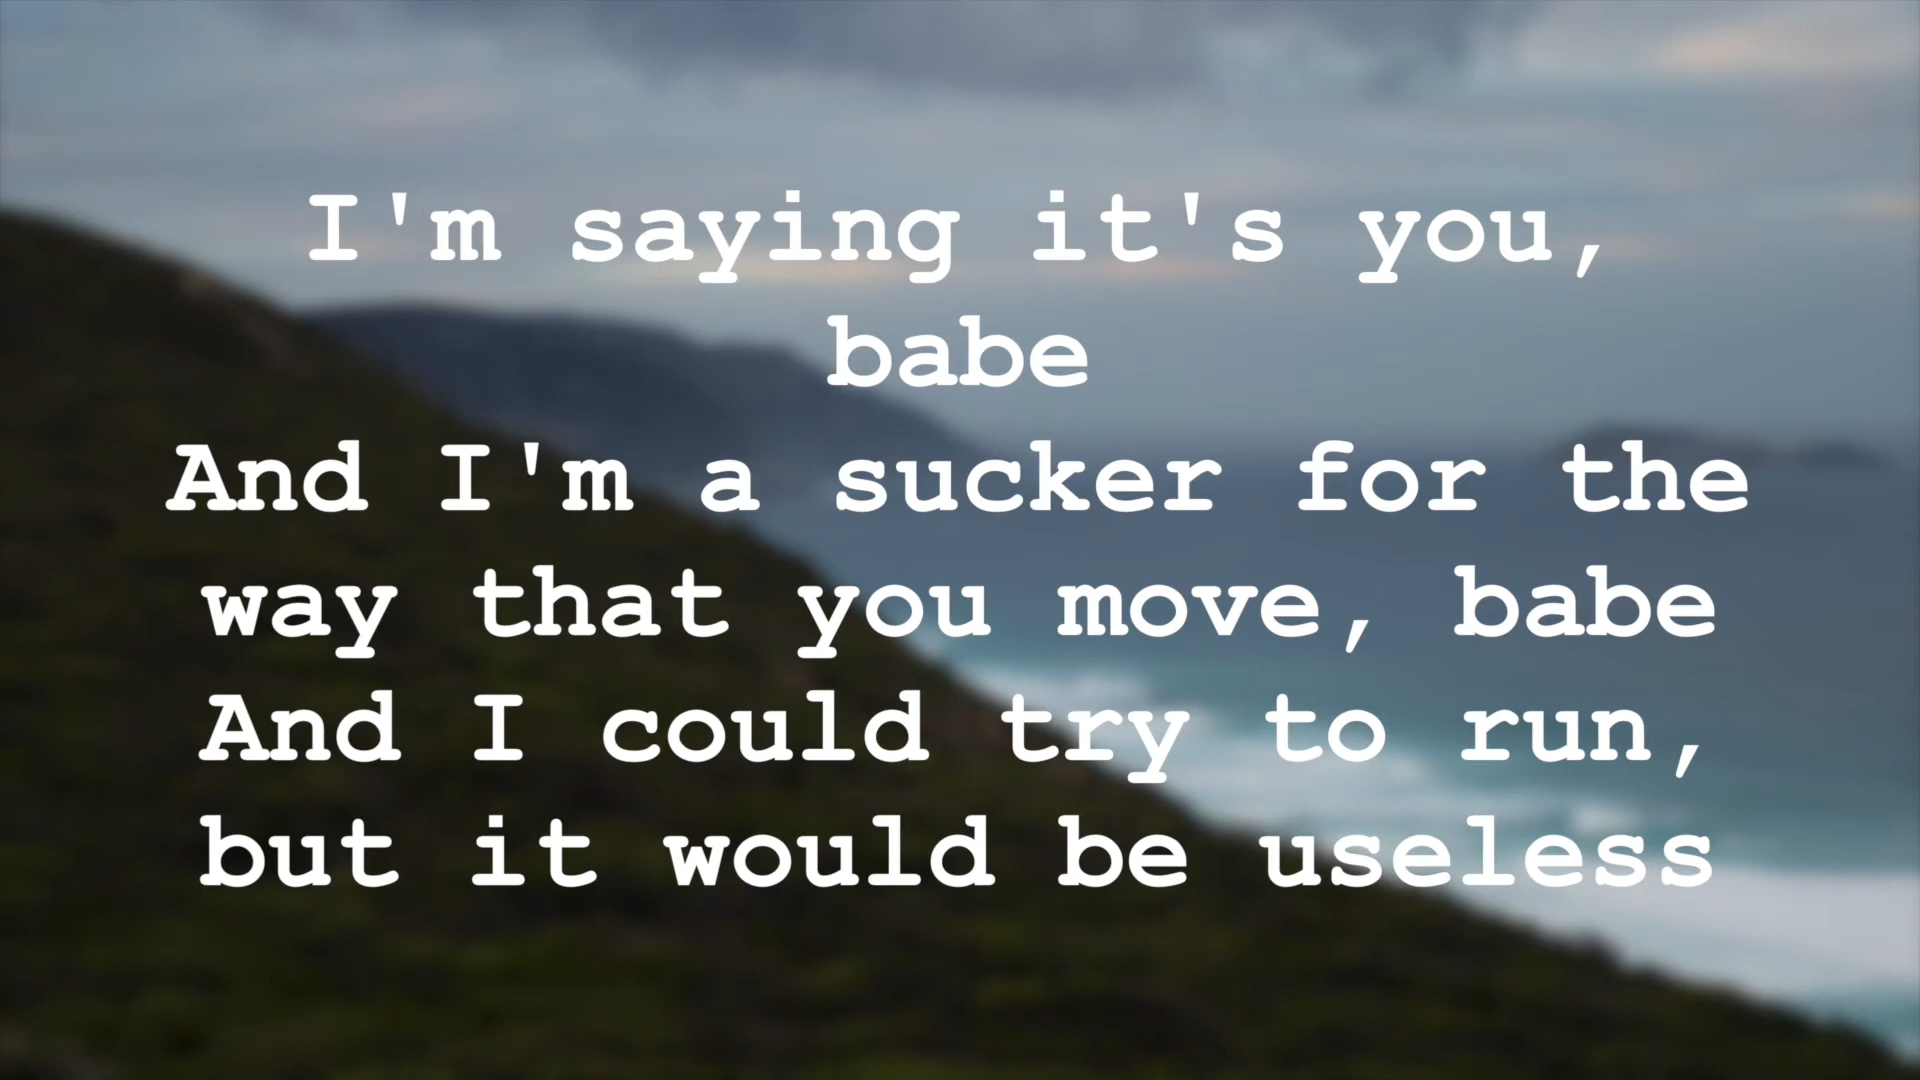 I'm saying it's you,
babe
And I'm a sucker for the
way that you move, babe
And I could try to run,
but it would be useless